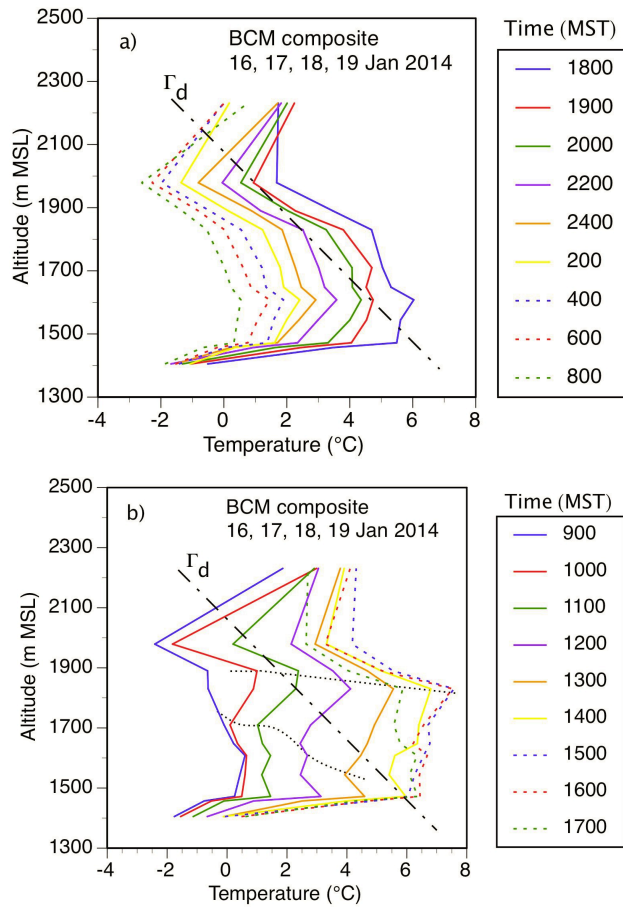 a)
BCM composite
16, 17, 18, 19 Jan 2014
Γd
2500
2300
2100
1900
1700
1500
1300
Altitude (m MSL)
-4 -2 0 2 4 6 8
Temperature (°C)
Time (MST)
1800
1900
2000
2200
2400
200
400
600
800
b)
BCM composite
16, 17, 18, 19 Jan 2014
Γd
2500
2300
2100
1900
1700
1500
1300
Altitude (m MSL)
-4 -2 0 2 4 6 8
Temperature (°C)
Time (MST)
900
1000
1100
1200
1300
1400
1500
1600
1700